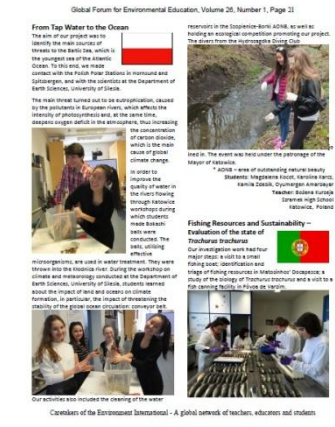 Global Forum for Environmental Education, Volume 26, Number 1, Page 21
From Tap Water to the Ocean
The aim of our project was to
identify the main sources of
threats to the Baltic Sea, which is
the youngest sea of the Atlantic
Ocean. To this end, we made
contact with the Polish Polar Stations in Hornsund and
Spitsbergen, and with the scientists at the Department of
Earth Sciences, University of Silesia.
The main threat turned out to be eutrophication, caused
by the pollutants in European rivers, which affects the
intensity of photosynthesis and, at the same time,
deepens oxygen deficit in the atmosphere, thus increasing
the concentration
of carbon dioxide,
which is the main
cause of global
climate change.
In order to
improve the
quality of water in
the rivers flowing
through Katowice
workshops during
which students
made Bokashi
balls were
conducted. The
balls, utilizing
effective
microorganisms, are used in water treatment. They were
thrown into the Kłodnica river. During the workshop on
climate and meteorology conducted at the Department of
Earth Sciences, University of Silesia, students learned
about the impact of land and oceans on climate
formation, in particular, the impact of threatening the
stability of the global ocean circulation: conveyor belt.
Our activities also included the cleaning of the water
reservoirs in the Szopienice-Borki AONB, as well as
holding an ecological competition promoting our project.
The divers from the Hydrosegatka Diving Club
lined in. The event was held under the patronage of the
Mayor of Katowice.
* AONB = area of outstanding natural beauty
Students: Magdalena Kocot, Karolina Karcz,
Kamila Zdzalik, Oyumergen Amarbayar
Teacher: Bożena Kurzeja
Szramek High School
Katowice, Poland
Fishing Resources and Sustainability –
Evaluation of the state of
Trachurus trachurus
Our investigation work had four
major steps: a visit to a small
fishing boat; identification and
triage of fishing resources in Matosinhos' Docapesca; a
study of the biology of Trachurus trachurus and a visit to a
fish canning facility in Póvoa de Varzim.
Caretakers of the Environment International - A global network of teachers, educators and students